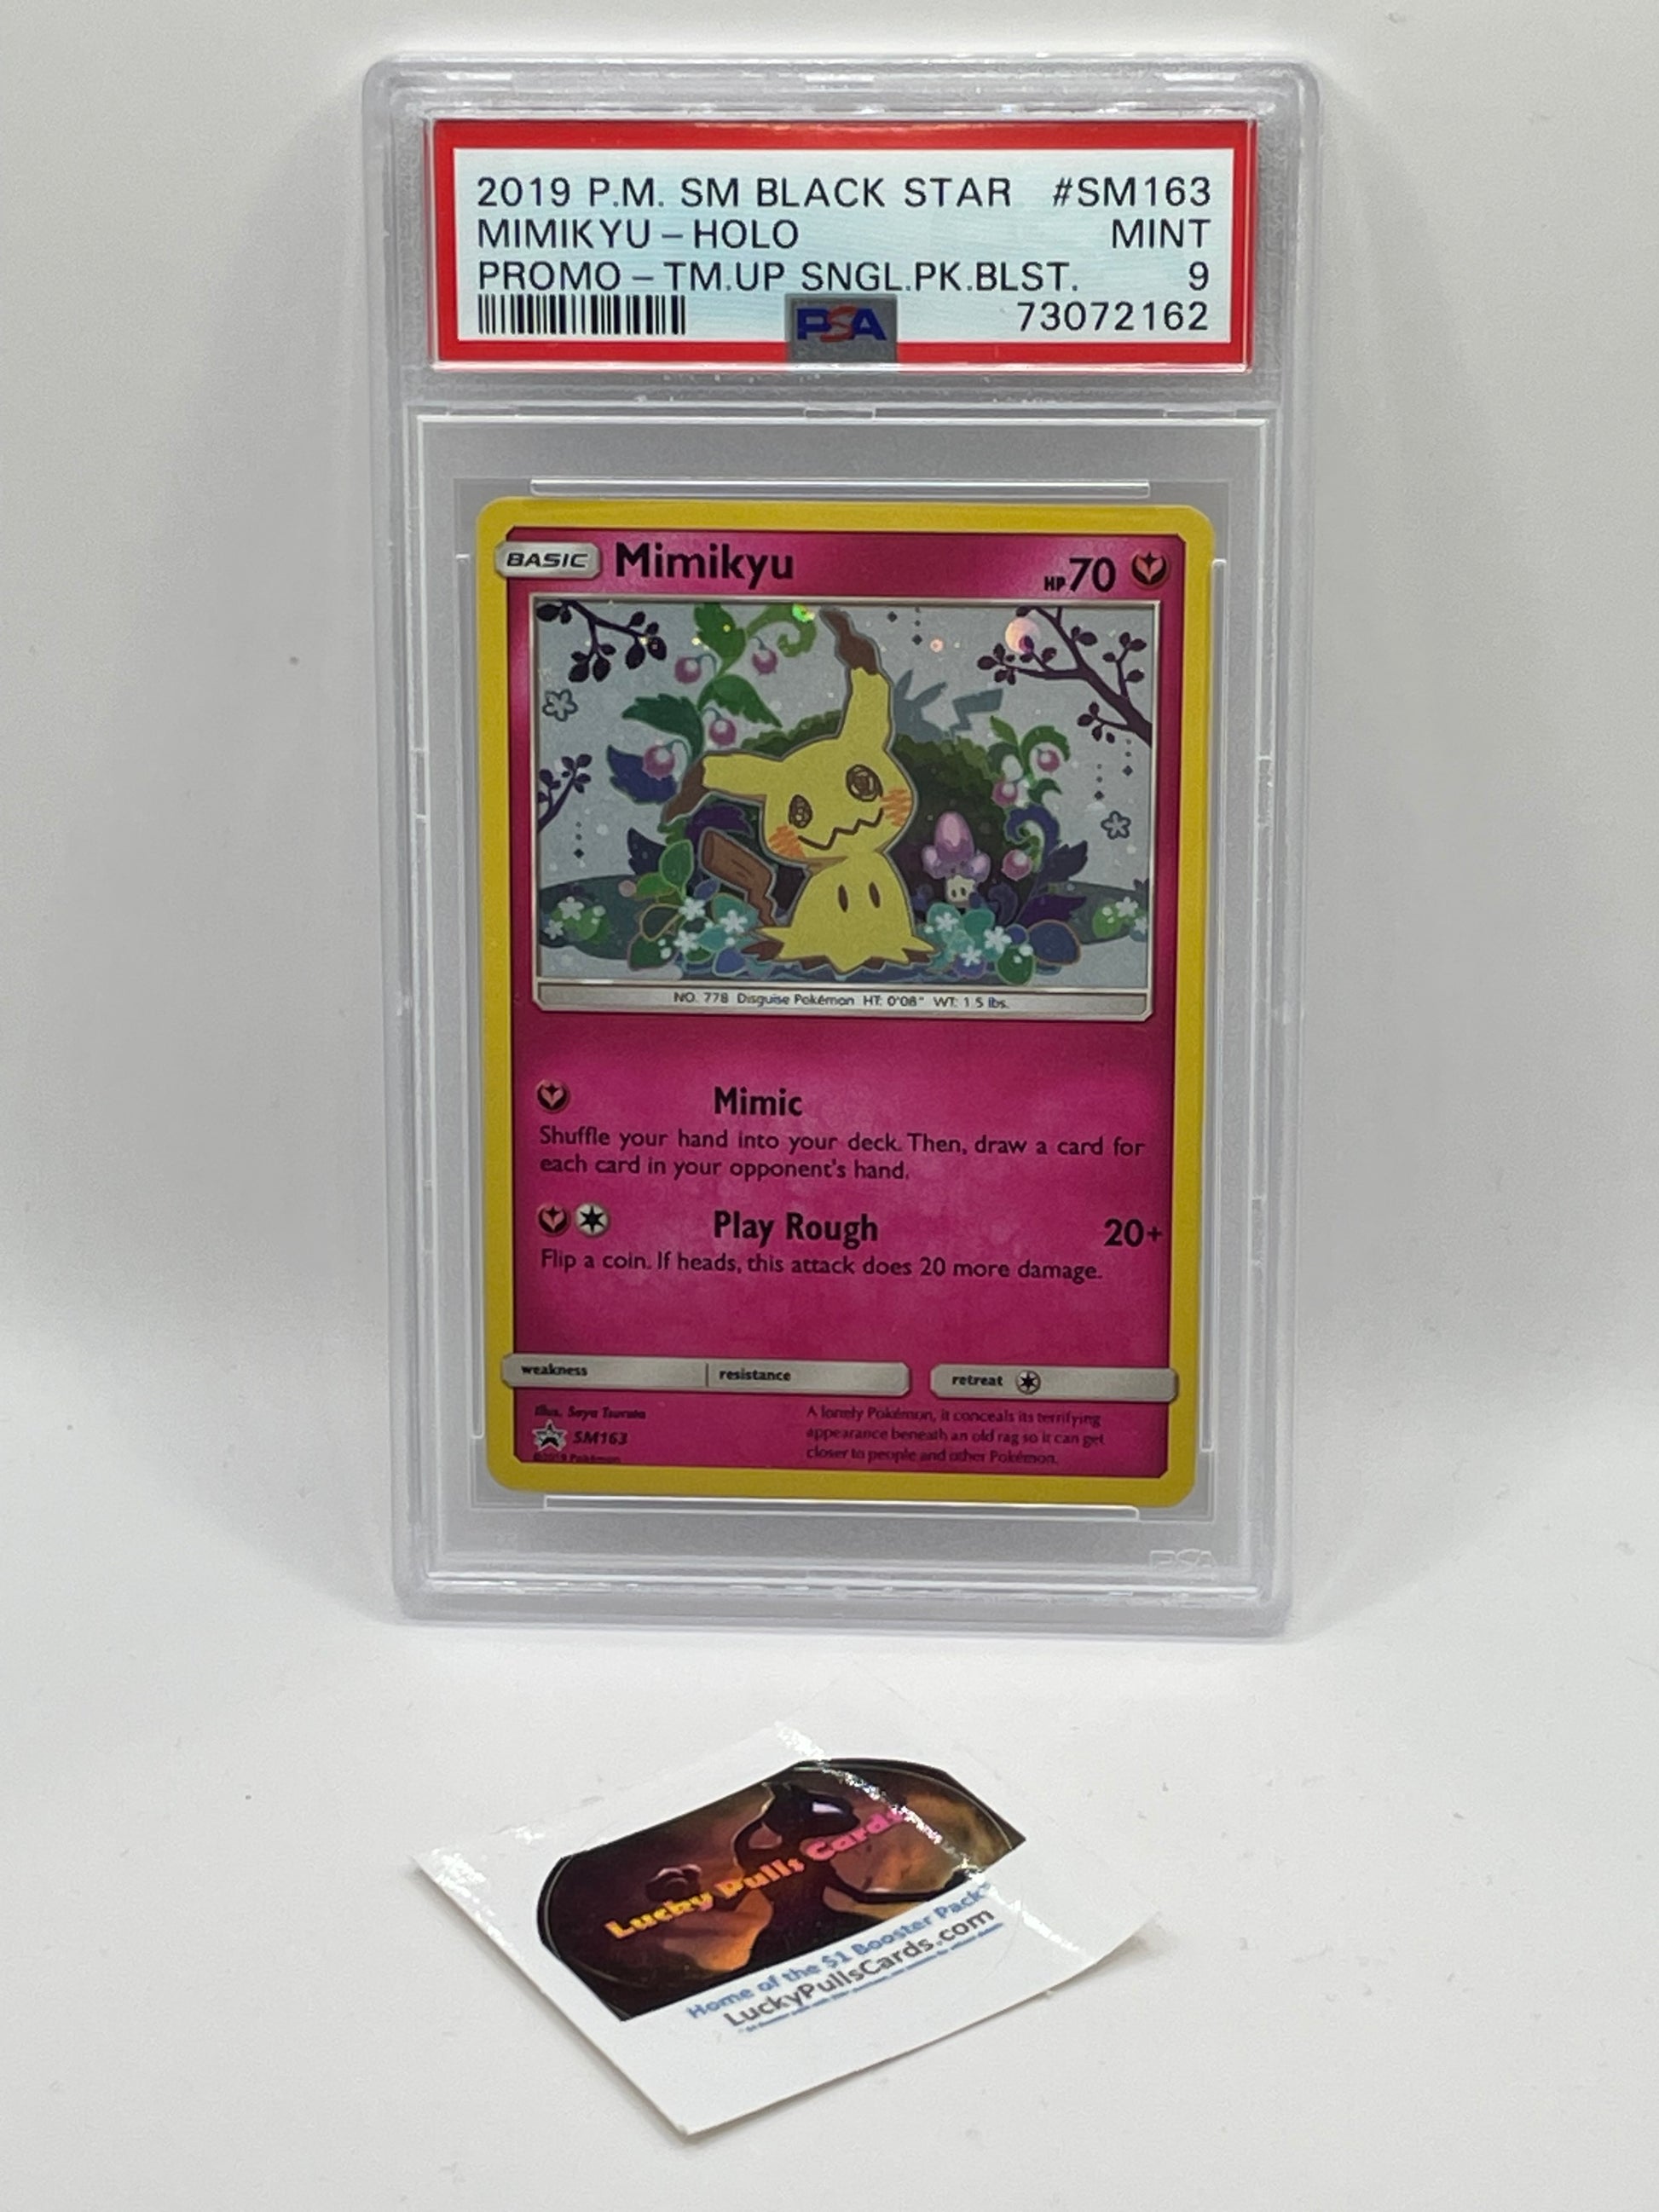 2019 P.M. SM BLACK STAR #SM163
MIMIKYU - HOLO MINT
PROMO - TM.UP SNGL.PK.BLST. 9
PSA 73072162
BASIC Mimikyu HP 70
NO. 778 Disguise Pokémon HT: 0'08" WT: 1.5 lbs.
Mimic
Shuffle your hand into your deck. Then, draw a card for
each card in your opponent's hand.
Play Rough 20+
Flip a coin. If heads, this attack does 20 more damage.
weakness resistance retreat
Illus. Saya Tsuruta
SM163
©2019 Pokémon
A lonely Pokémon, it conceals its terrifying
appearance beneath an old rag so it can get
closer to people and other Pokémon.
PSA
Lucky Pulls Cards
Home of the $1 Booster Pack
LuckyPullsCards.com